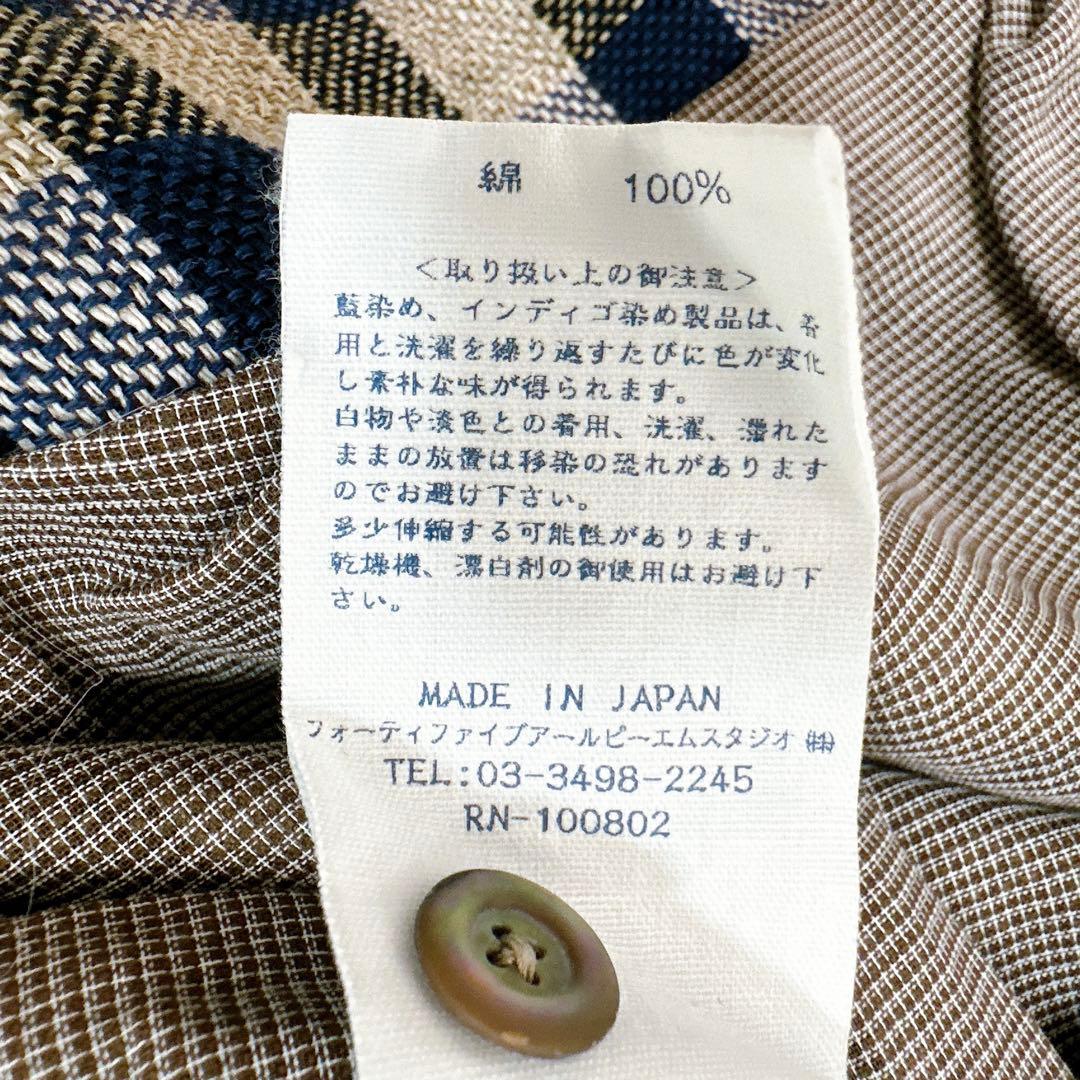 綿 100%
＜取り扱い上の御注意＞
藍染め、インディゴ染め製品は、着
用と洗濯を繰り返すたびに色が変化
し素朴な味が得られます。
白物や淡色との着用、洗濯、濡れた
ままの放置は移染の恐れがあります
のでお避け下さい。
多少伸縮する可能性があります。
乾燥機、漂白剤の御使用はお避け下
さい。
MADE IN JAPAN
フォーティファイブアールピーエムスタジオ ㈱
TEL:03-3498-2245
RN-100802